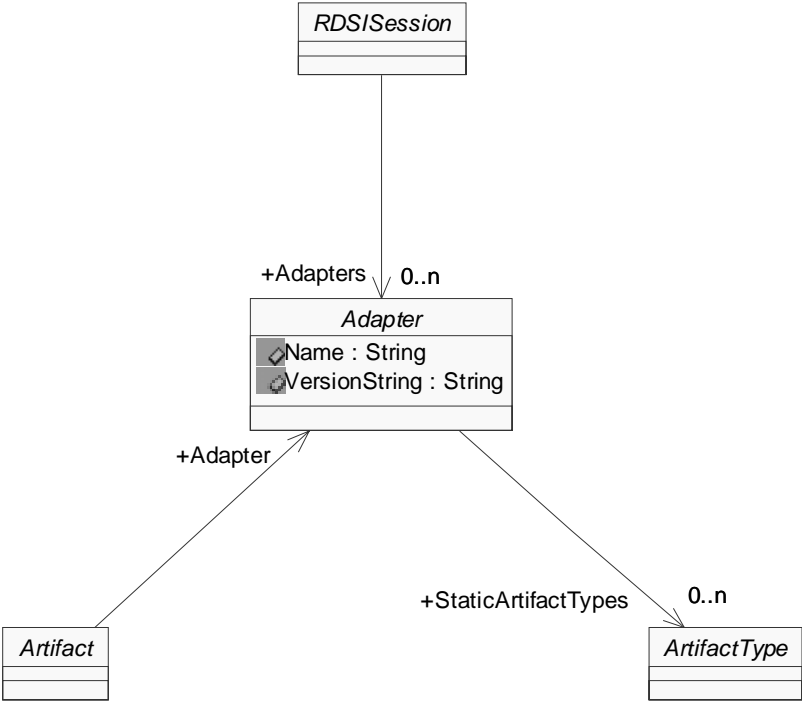 RDSISession
+Adapters
0..n
Adapter
Name : String
VersionString : String
+Adapter
+StaticArtifactTypes
0..n
Artifact
ArtifactType